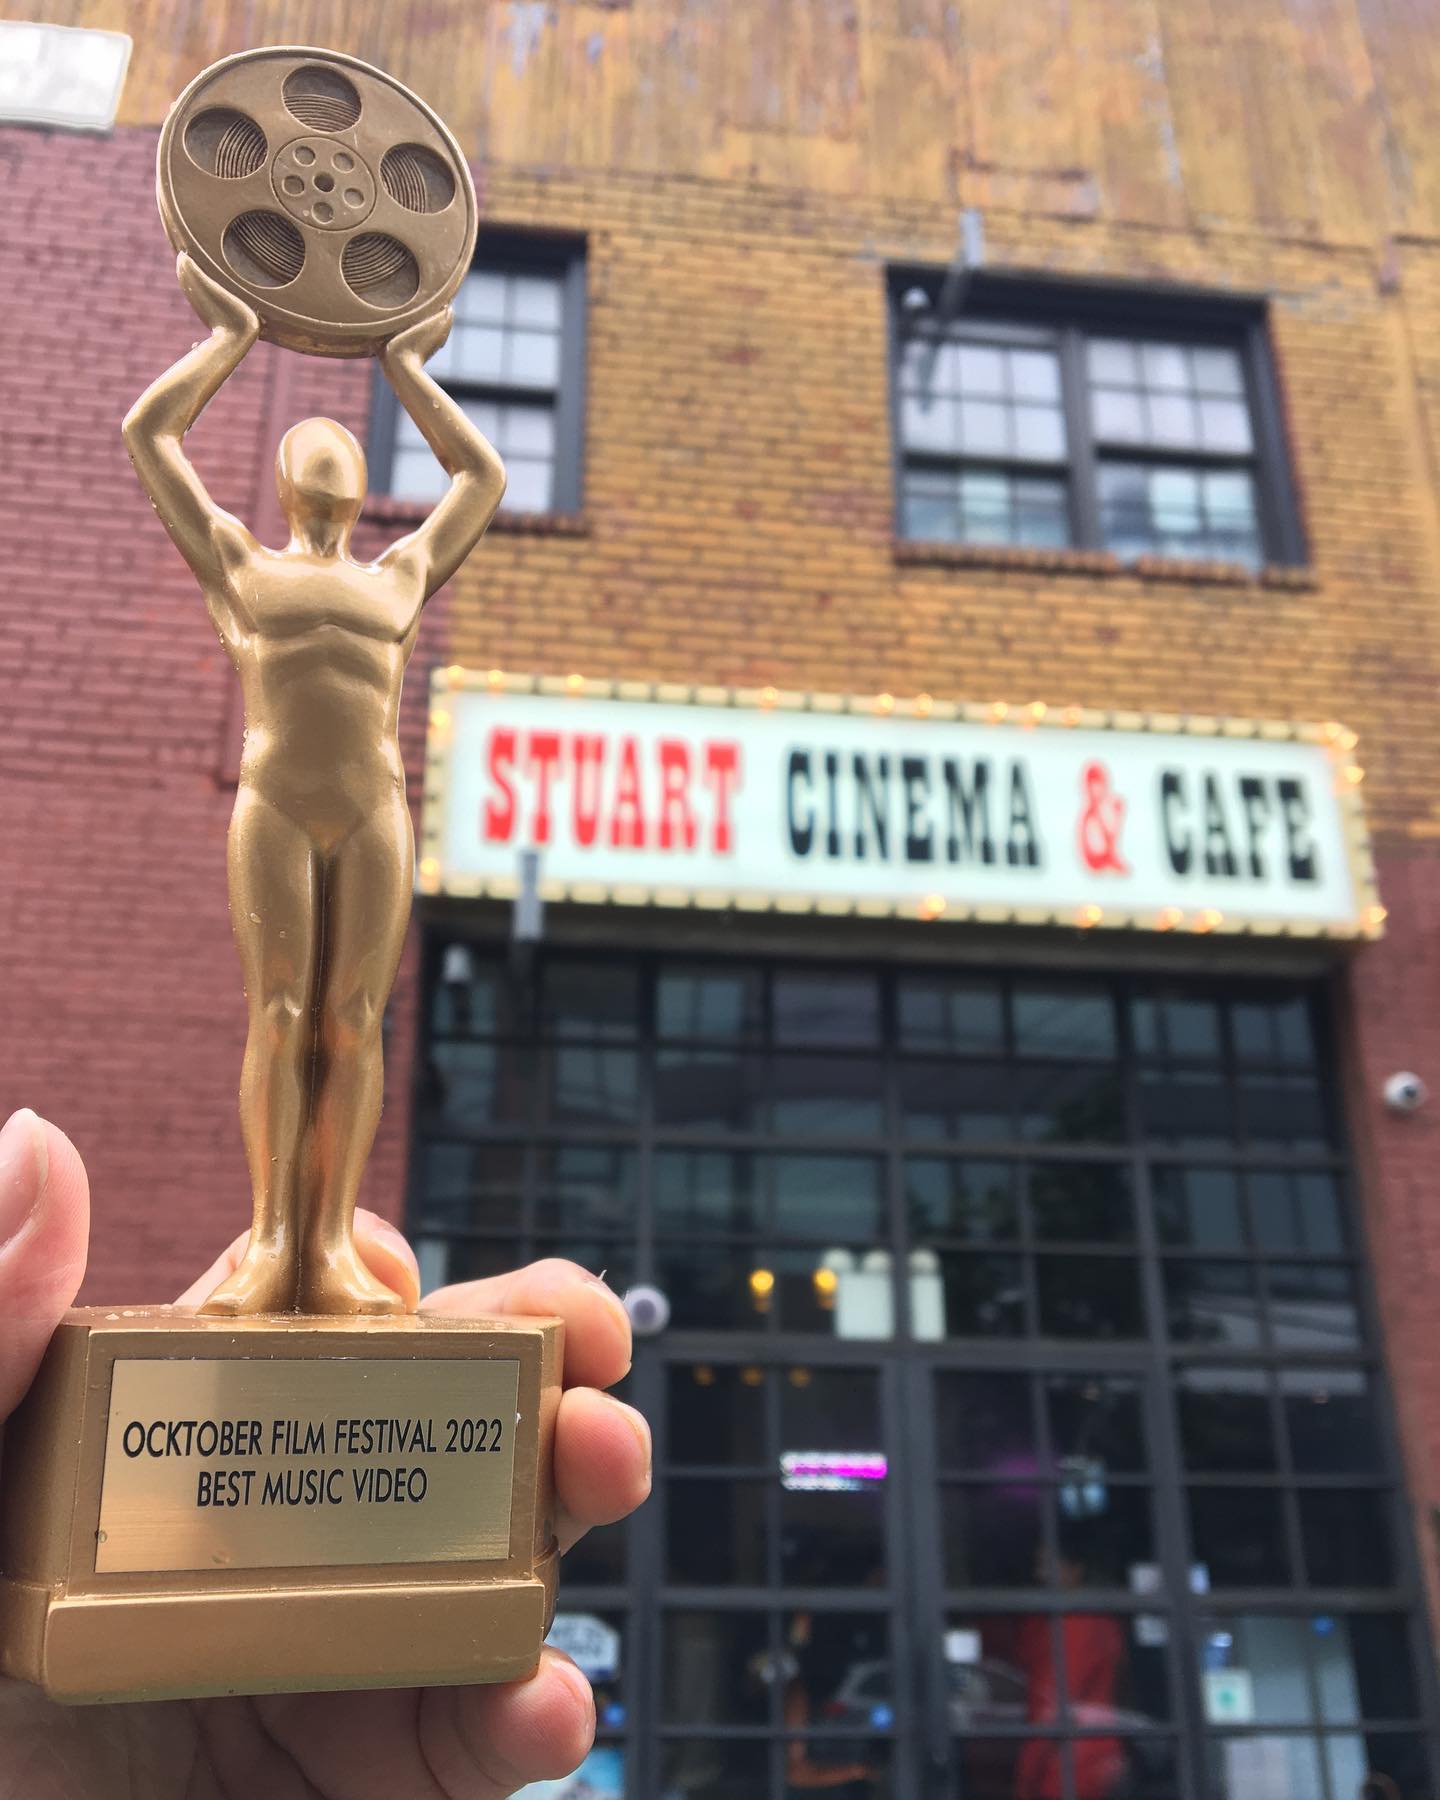 STUART CINEMA & CAFE
OCKTOBER FILM FESTIVAL 2022
BEST MUSIC VIDEO